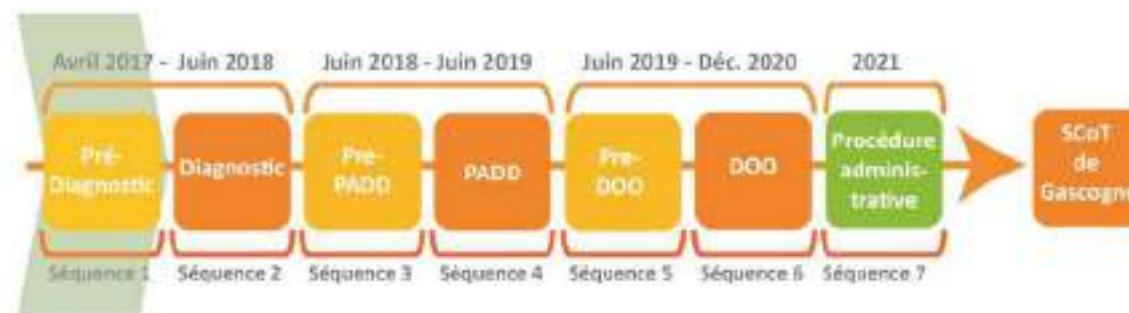 Avril 2017 - Juin 2018
Juin 2018 - Juin 2019
Juin 2019 - Déc. 2020
2021
Pré-
Diagnostic
Diagnostic
Pre-
PADD
PADD
Pre-
DOO
DOO
Procédure
adminis-
trative
SCoT
de
Gascogne
Séquence 1
Séquence 2
Séquence 3
Séquence 4
Séquence 5
Séquence 6
Séquence 7